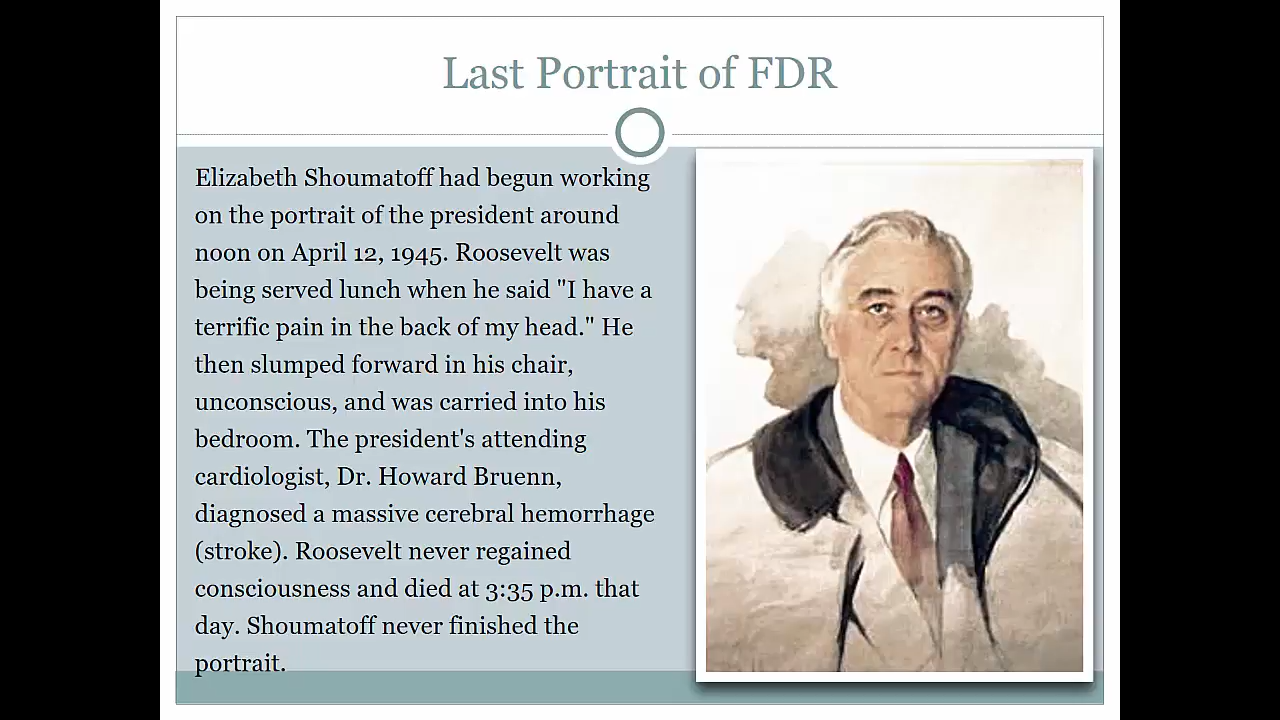 Last Portrait of FDR
Elizabeth Shoumatoff had begun working
on the portrait of the president around
noon on April 12, 1945. Roosevelt was
being served lunch when he said "I have a
terrific pain in the back of my head." He
then slumped forward in his chair,
unconscious, and was carried into his
bedroom. The president's attending
cardiologist, Dr. Howard Bruenn,
diagnosed a massive cerebral hemorrhage
(stroke). Roosevelt never regained
consciousness and died at 3:35 p.m. that
day. Shoumatoff never finished the
portrait.